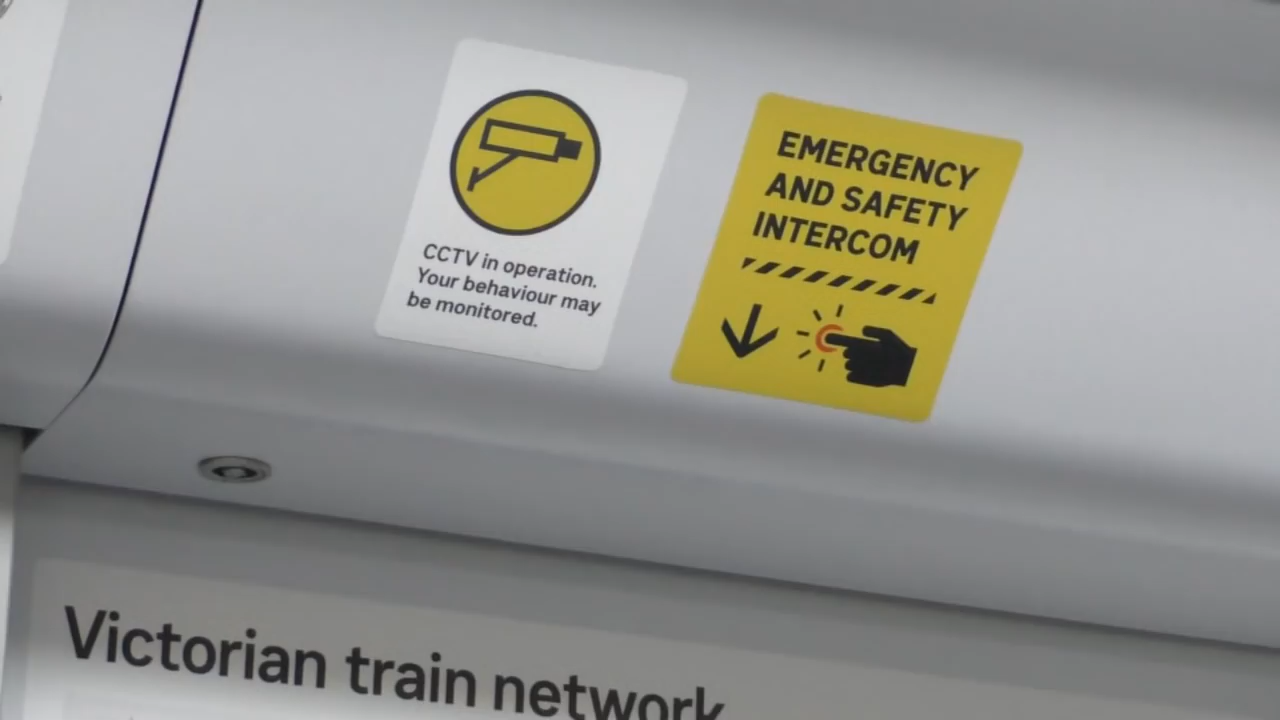 CCTV in operation.
Your behaviour may
be monitored.
EMERGENCY
AND SAFETY
INTERCOM
Victorian train network